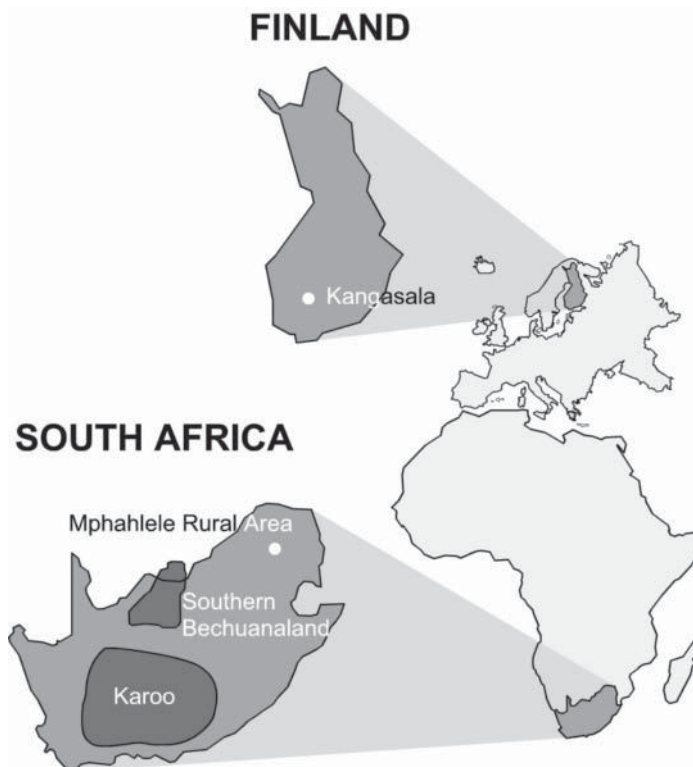 FINLAND
Kangasala
SOUTH AFRICA
Mphahlele Rural Area
Southern
Bechuanaland
Karoo